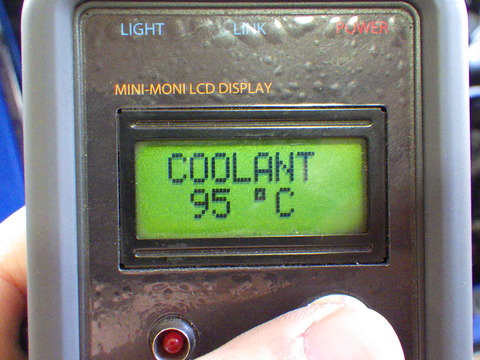 LIGHT LINK POWER
MINI-MONI LCD DISPLAY
COOLANT
95 °C